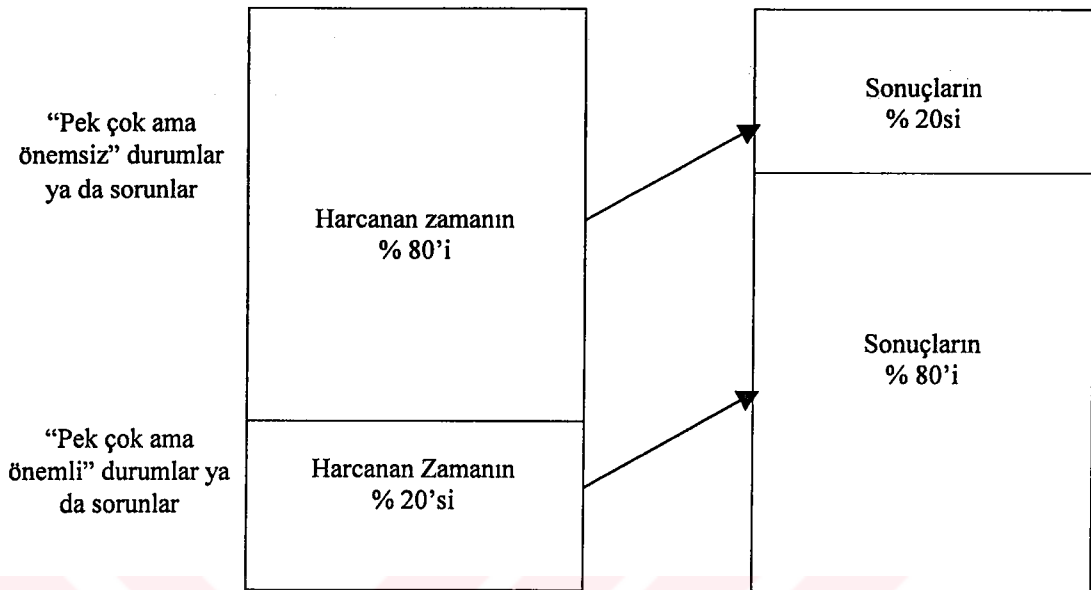 “Pek çok ama
önemsiz” durumlar
ya da sorunlar
Harcanan zamanın
% 80’i
Sonuçların
% 20si
Sonuçların
% 80’i
“Pek çok ama
önemli” durumlar ya
da sorunlar
Harcanan Zamanın
% 20’si